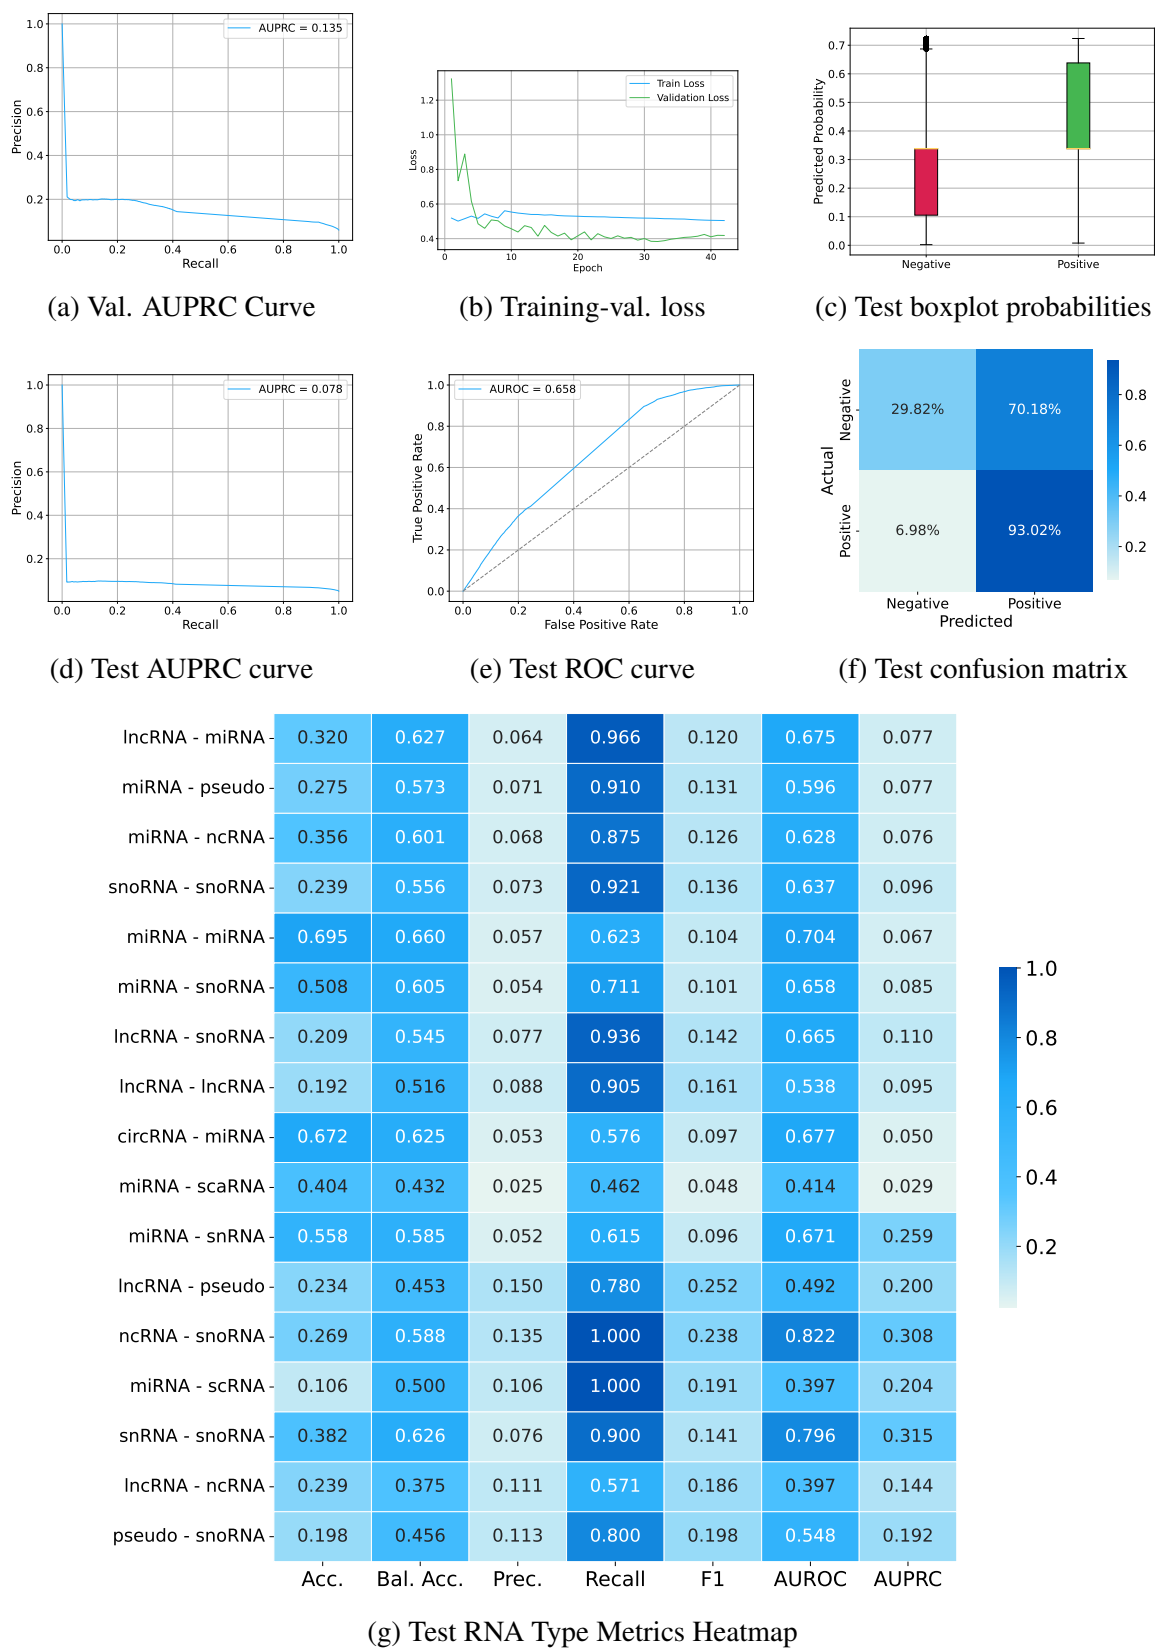 AUPRC = 0.135
Precision
1.0
0.8
0.6
0.4
0.2
0.0 0.2 0.4 0.6 0.8 1.0
Recall
(a) Val. AUPRC Curve
Train Loss
Validation Loss
Loss
1.2
1.0
0.8
0.6
0.4
0 10 20 30 40
Epoch
(b) Training-val. loss
Predicted Probability
0.7
0.6
0.5
0.4
0.3
0.2
0.1
0.0
Negative Positive
(c) Test boxplot probabilities
AUPRC = 0.078
Precision
1.0
0.8
0.6
0.4
0.2
0.0 0.2 0.4 0.6 0.8 1.0
Recall
(d) Test AUPRC curve
AUROC = 0.658
True Positive Rate
1.0
0.8
0.6
0.4
0.2
0.0
0.0 0.2 0.4 0.6 0.8 1.0
False Positive Rate
(e) Test ROC curve
Actual
Negative
29.82% 70.18%
Positive
6.98% 93.02%
Negative Positive
Predicted
0.8
0.6
0.4
0.2
(f) Test confusion matrix
lncRNA - miRNA 0.320 0.627 0.064 0.966 0.120 0.675 0.077
miRNA - pseudo 0.275 0.573 0.071 0.910 0.131 0.596 0.077
miRNA - ncRNA 0.356 0.601 0.068 0.875 0.126 0.628 0.076
snoRNA - snoRNA 0.239 0.556 0.073 0.921 0.136 0.637 0.096
miRNA - miRNA 0.695 0.660 0.057 0.623 0.104 0.704 0.067
miRNA - snoRNA 0.508 0.605 0.054 0.711 0.101 0.658 0.085
lncRNA - snoRNA 0.209 0.545 0.077 0.936 0.142 0.665 0.110
lncRNA - lncRNA 0.192 0.516 0.088 0.905 0.161 0.538 0.095
circRNA - miRNA 0.672 0.625 0.053 0.576 0.097 0.677 0.050
miRNA - scaRNA 0.404 0.432 0.025 0.462 0.048 0.414 0.029
miRNA - snRNA 0.558 0.585 0.052 0.615 0.096 0.671 0.259
lncRNA - pseudo 0.234 0.453 0.150 0.780 0.252 0.492 0.200
ncRNA - snoRNA 0.269 0.588 0.135 1.000 0.238 0.822 0.308
miRNA - scRNA 0.106 0.500 0.106 1.000 0.191 0.397 0.204
snRNA - snoRNA 0.382 0.626 0.076 0.900 0.141 0.796 0.315
lncRNA - ncRNA 0.239 0.375 0.111 0.571 0.186 0.397 0.144
pseudo - snoRNA 0.198 0.456 0.113 0.800 0.198 0.548 0.192
Acc. Bal. Acc. Prec. Recall F1 AUROC AUPRC
1.0
0.8
0.6
0.4
0.2
(g) Test RNA Type Metrics Heatmap